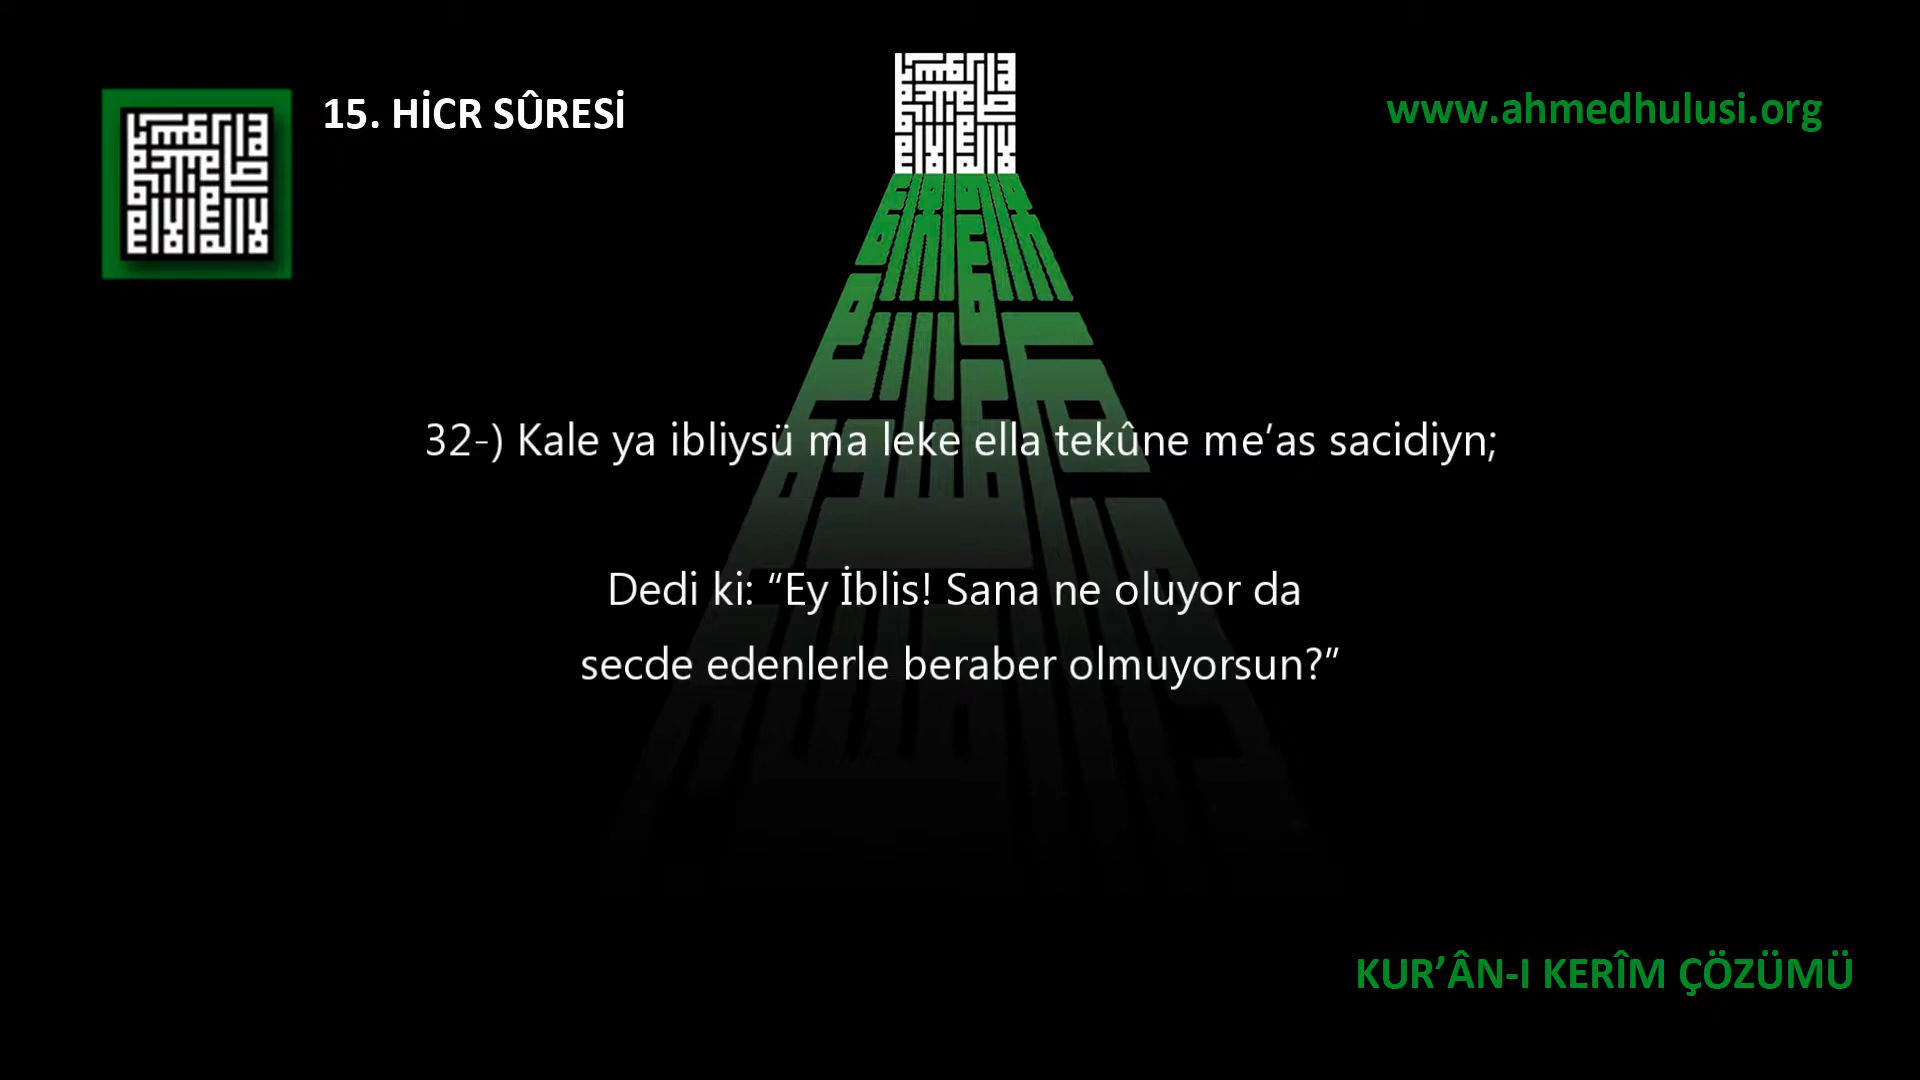 15. HİCR SÛRESİ
www.ahmedhulusi.org
32-) Kale ya ibliysü ma leke ella tekûne me’as sacidiyn;
Dedi ki: “Ey İblis! Sana ne oluyor da
secde edenlerle beraber olmuyorsun?”
KUR’ÂN-I KERÎM ÇÖZÜMÜ